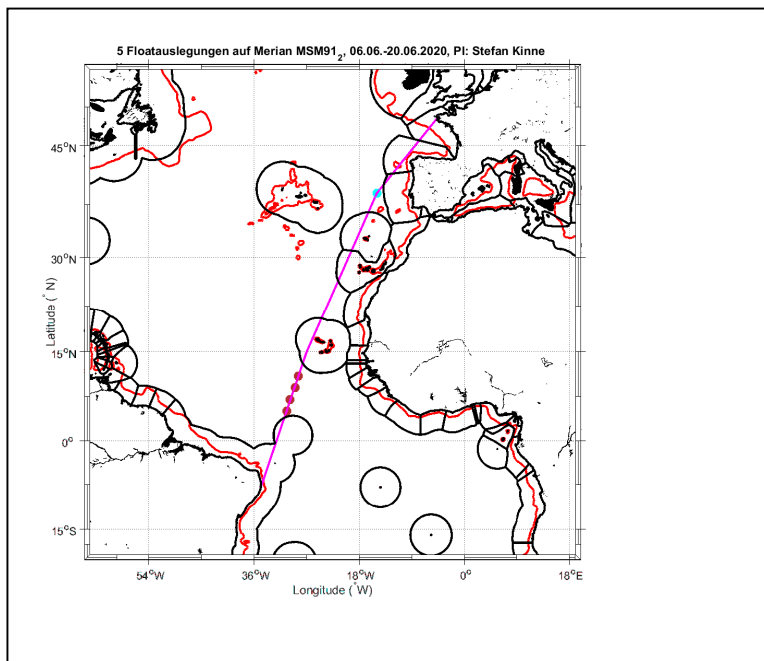 5 Floatauslegungen auf Merian MSM91₂, 06.06.-20.06.2020, PI: Stefan Kinne
45°N
30°N
15°N
0°
15°S
Latitude (° N)
54°W
36°W
18°W
0°
18°E
Longitude (°W)